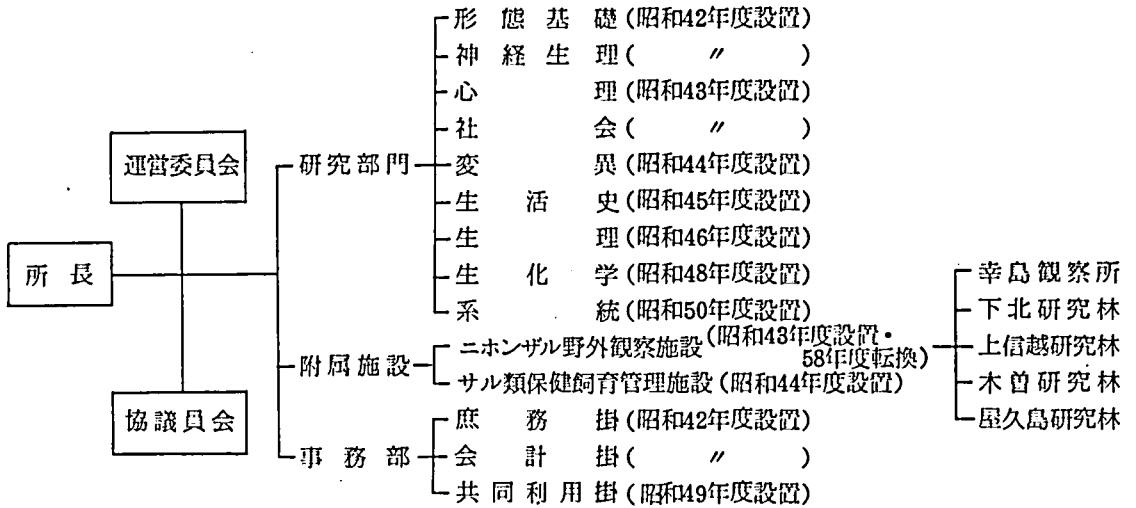 形態基礎(昭和42年度設置)
神経生理(〃)
心理(昭和43年度設置)
社会(〃)
運営委員会
研究部門
変異(昭和44年度設置)
生活史(昭和45年度設置)
生理(昭和46年度設置)
所長
生化学(昭和48年度設置)
系統(昭和50年度設置)
附属施設
ニホンザル野外観察施設(昭和43年度設置・
58年度転換)
サル類保健飼育管理施設(昭和44年度設置)
幸島観察所
下北研究林
上信越研究林
木曽研究林
屋久島研究林
協議員会
事務部
庶務掛(昭和42年度設置)
会計掛(〃)
共同利用掛(昭和49年度設置)